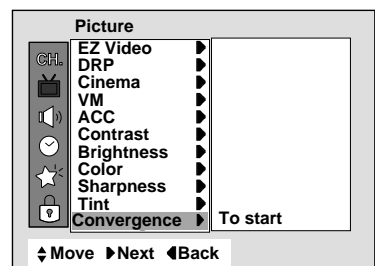 Picture
CH.
EZ Video
DRP
Cinema
VM
ACC
Contrast
Brightness
Color
Sharpness
Tint
Convergence To start
Move Next Back